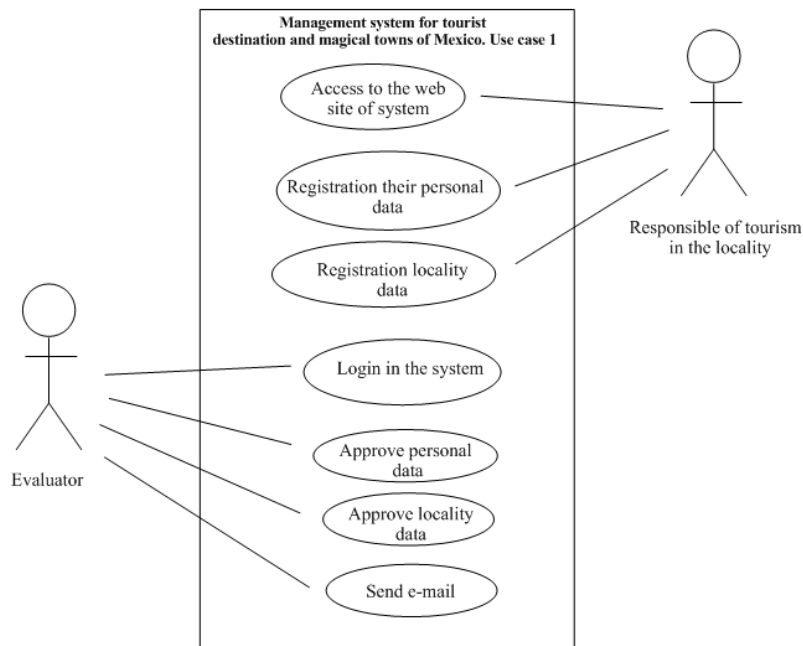 Management system for tourist
destination and magical towns of Mexico. Use case 1
Access to the web
site of system
Registration their personal
data
Responsible of tourism
in the locality
Registration locality
data
Login in the system
Approve personal
data
Evaluator
Approve locality
data
Send e-mail